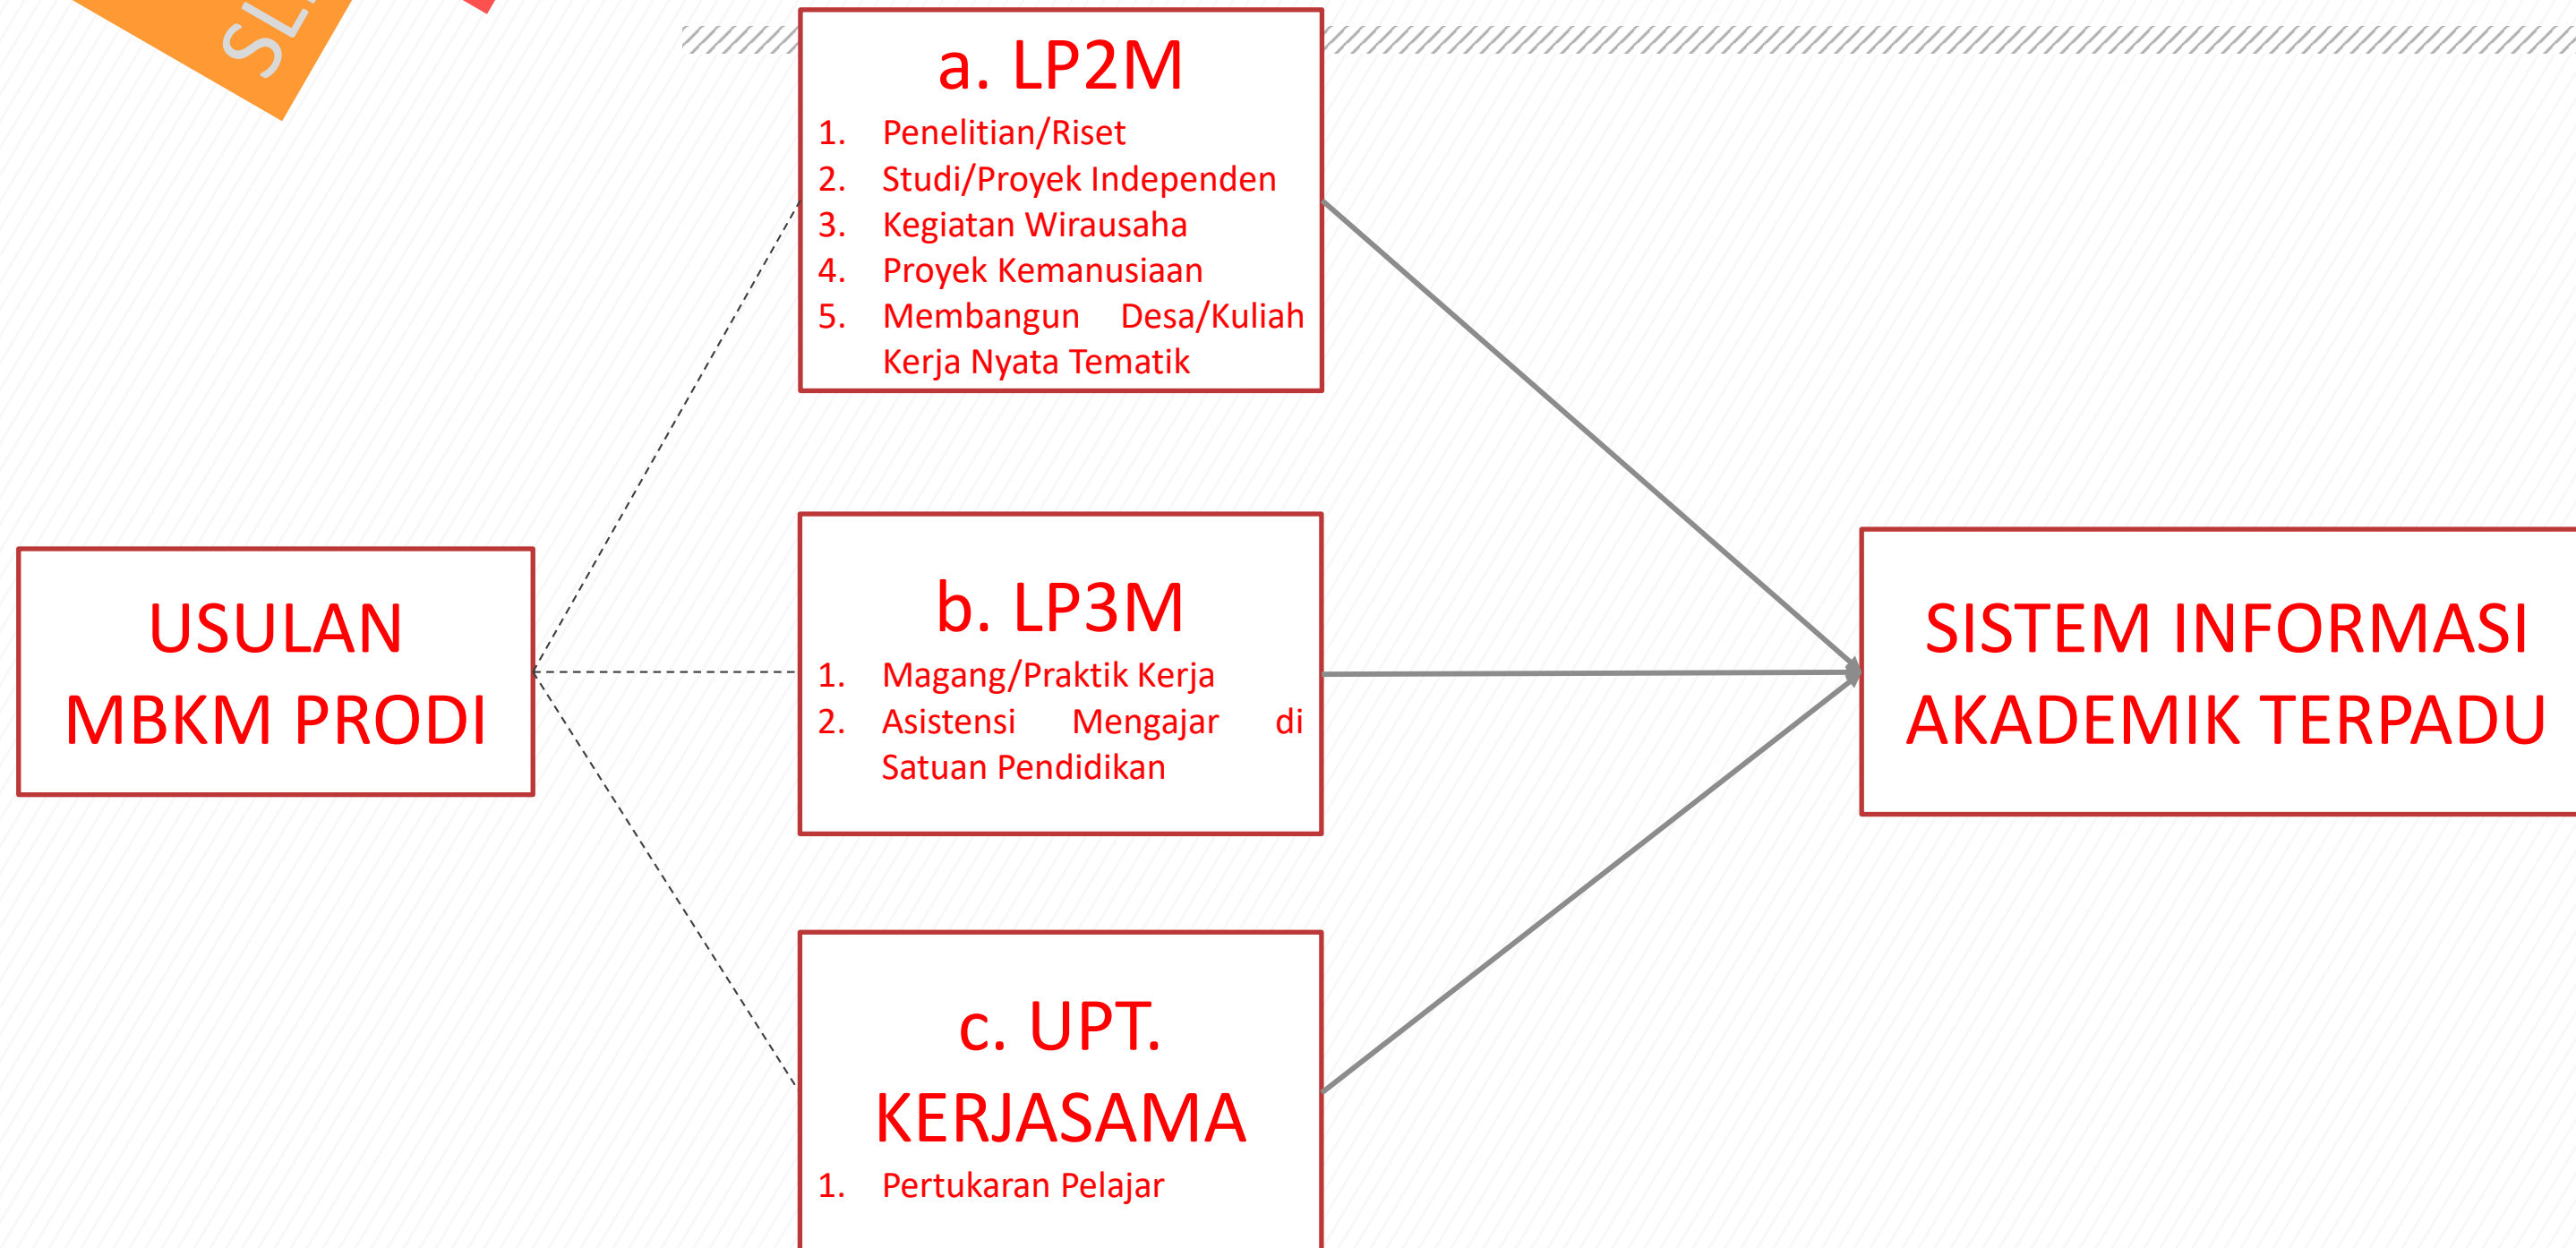 a. LP2M
1. Penelitian/Riset
2. Studi/Proyek Independen
3. Kegiatan Wirausaha
4. Proyek Kemanusiaan
5. Membangun Desa/Kuliah
Kerja Nyata Tematik
USULAN
MBKM PRODI
b. LP3M
1. Magang/Praktik Kerja
2. Asistensi Mengajar di
Satuan Pendidikan
SISTEM INFORMASI
AKADEMIK TERPADU
c. UPT.
KERJASAMA
1. Pertukaran Pelajar